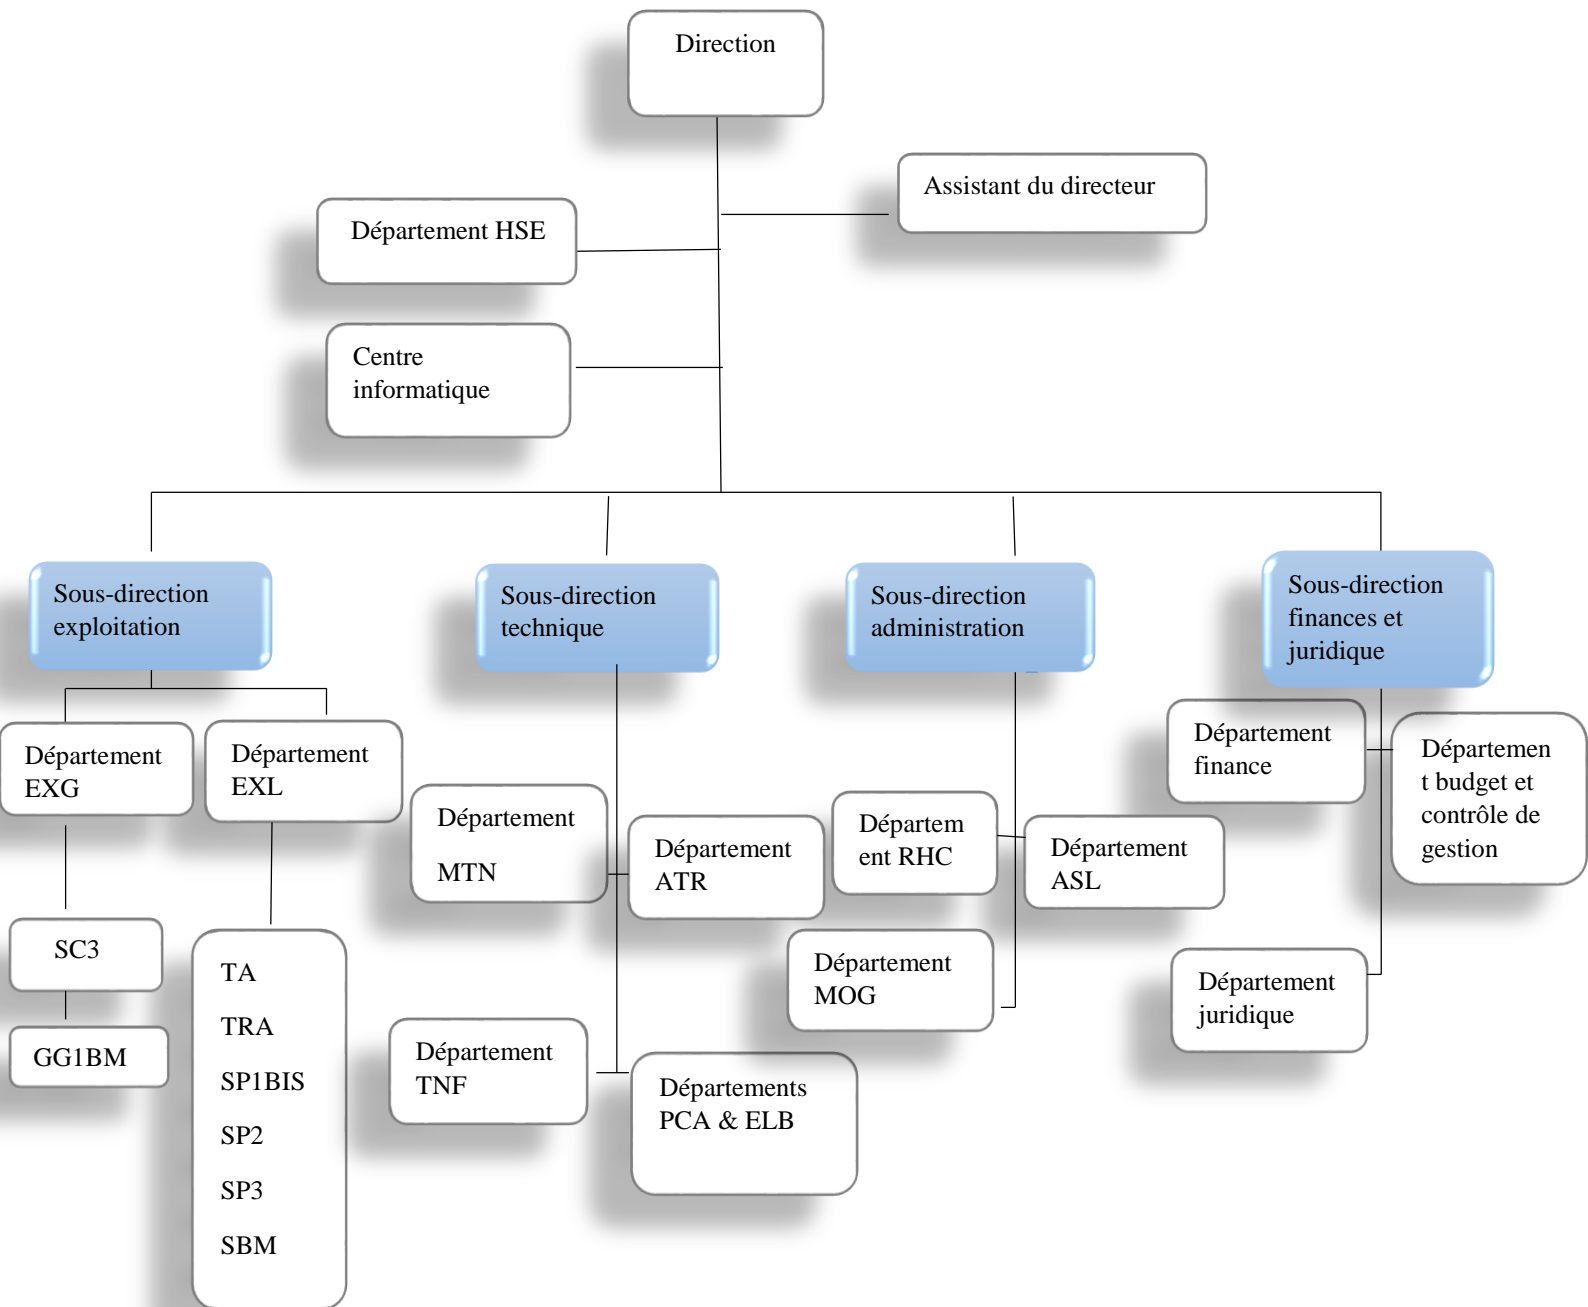 Direction
Assistant du directeur
Département HSE
Centre
informatique
Sous-direction
exploitation
Sous-direction
technique
Sous-direction
administration
Sous-direction
finances et
juridique
Département
EXG
Département
EXL
Département
MTN
Département
ATR
Départem
ent RHC
Département
ASL
Département
finance
Départemen
t budget et
contrôle de
gestion
SC3
GG1BM
TA
TRA
SP1BIS
SP2
SP3
SBM
Département
TNF
Départements
PCA & ELB
Département
MOG
Département
juridique